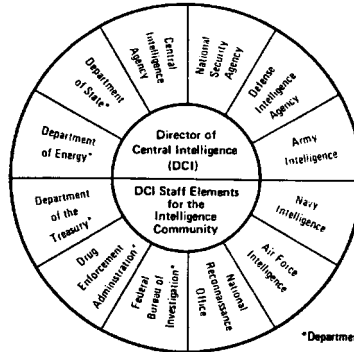 Central
Intelligence
Agency
National
Security
Agency
Defense
Intelligence
Agency
Army
Intelligence
Navy
Intelligence
Air Force
Intelligence
National
Reconnaissance
Office
Federal
Bureau of
Investigation*
Drug
Enforcement
Administration*
Department
of the
Treasury*
Department
of Energy*
Department
of State*
Director of
Central Intelligence
(DCI)
DCI Staff Elements
for the
Intelligence
Community